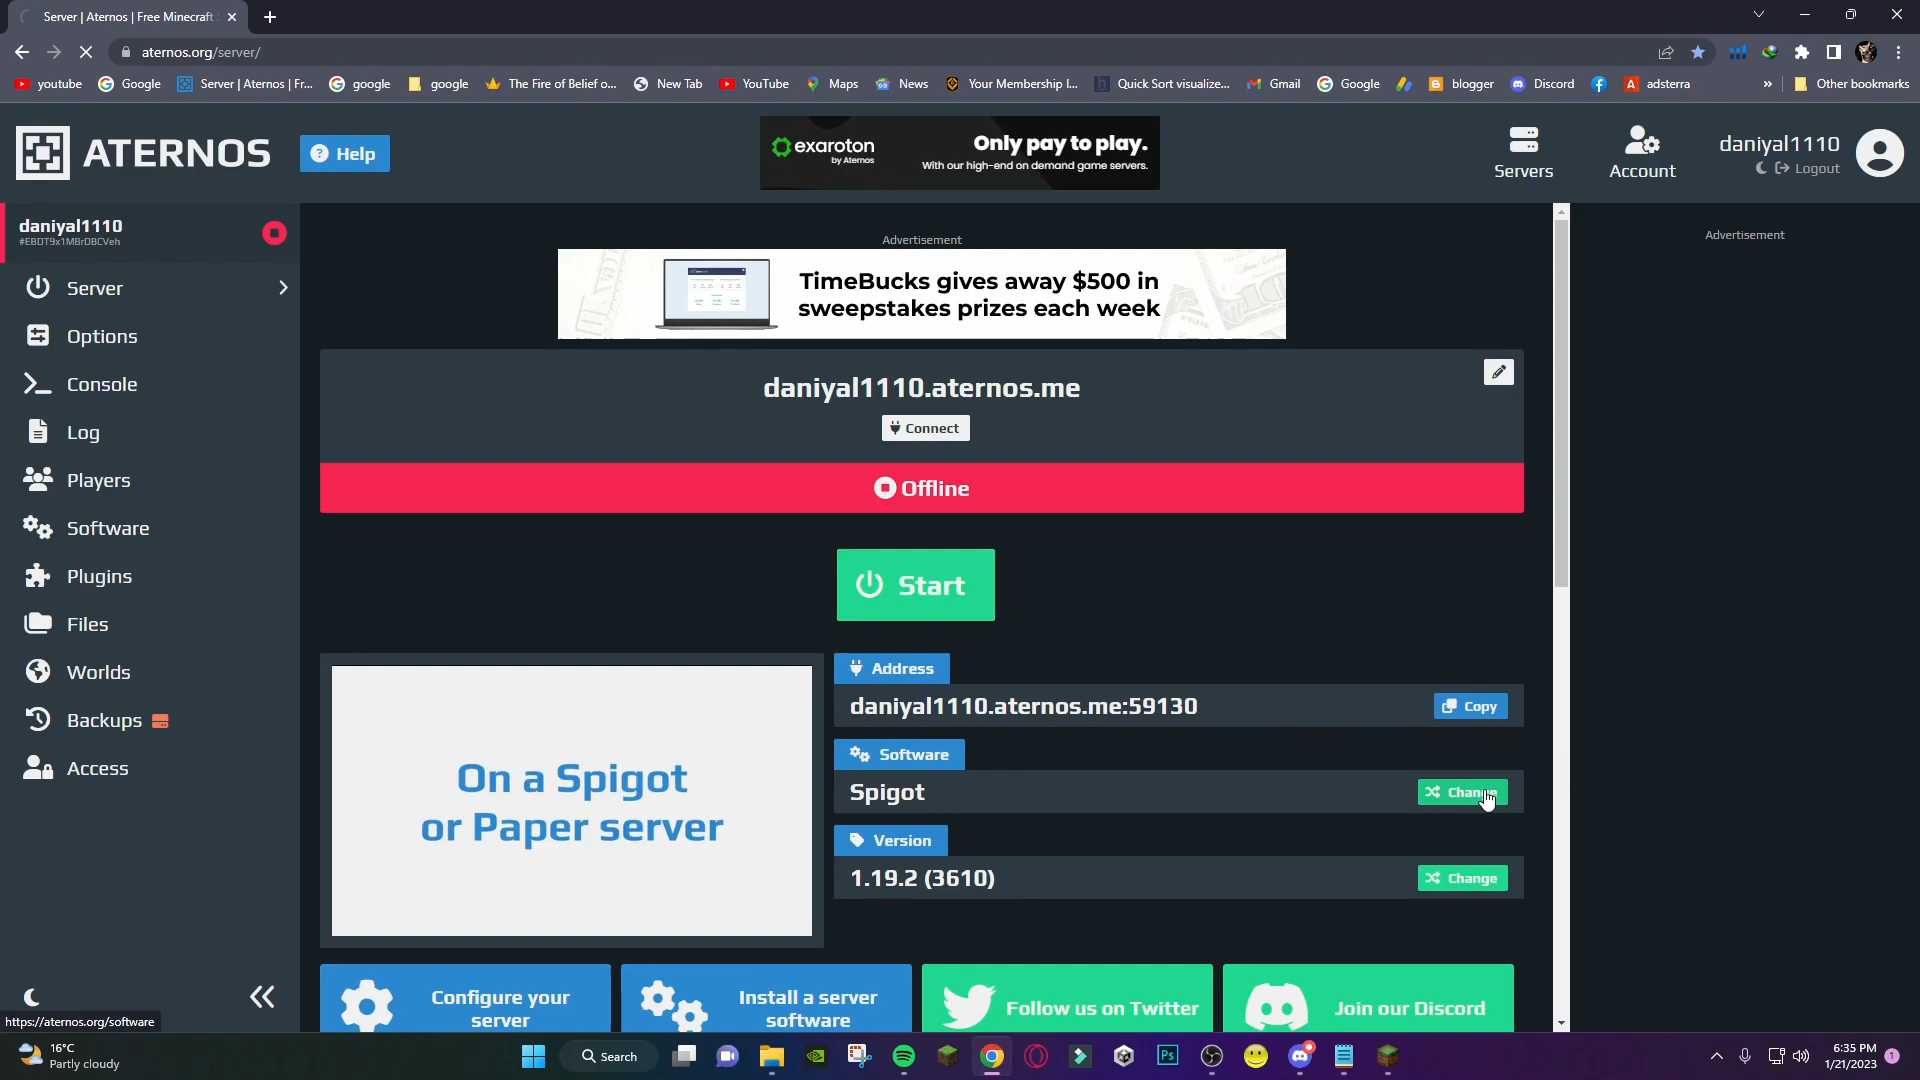 Server | Aternos | Free Minecraft
aternos.org/server/
youtube
Google
Server | Aternos | Fr...
google
google
The Fire of Belief o...
New Tab
YouTube
Maps
News
Your Membership I...
Quick Sort visualize...
Gmail
Google
blogger
Discord
adsterra
»
Other bookmarks
ATERNOS
? Help
exaroton
by Aternos
Only pay to play.
With our high-end on demand game servers.
Servers
Account
daniyal1110
Logout
daniyal1110
Server
Options
Console
Log
Players
Software
Plugins
Files
Worlds
Backups
Access
Advertisement
TimeBucks gives away $500 in
sweepstakes prizes each week
Advertisement
daniyal1110.aternos.me
Connect
Offline
Start
On a Spigot
or Paper server
Address
daniyal1110.aternos.me:59130
Copy
Software
Spigot
Change
Version
1.19.2 (3610)
Change
Configure your
server
Install a server
software
Follow us on Twitter
Join our Discord
https://aternos.org/software
16°C
Partly cloudy
Search
Ps
6:35 PM
1/21/2023
1